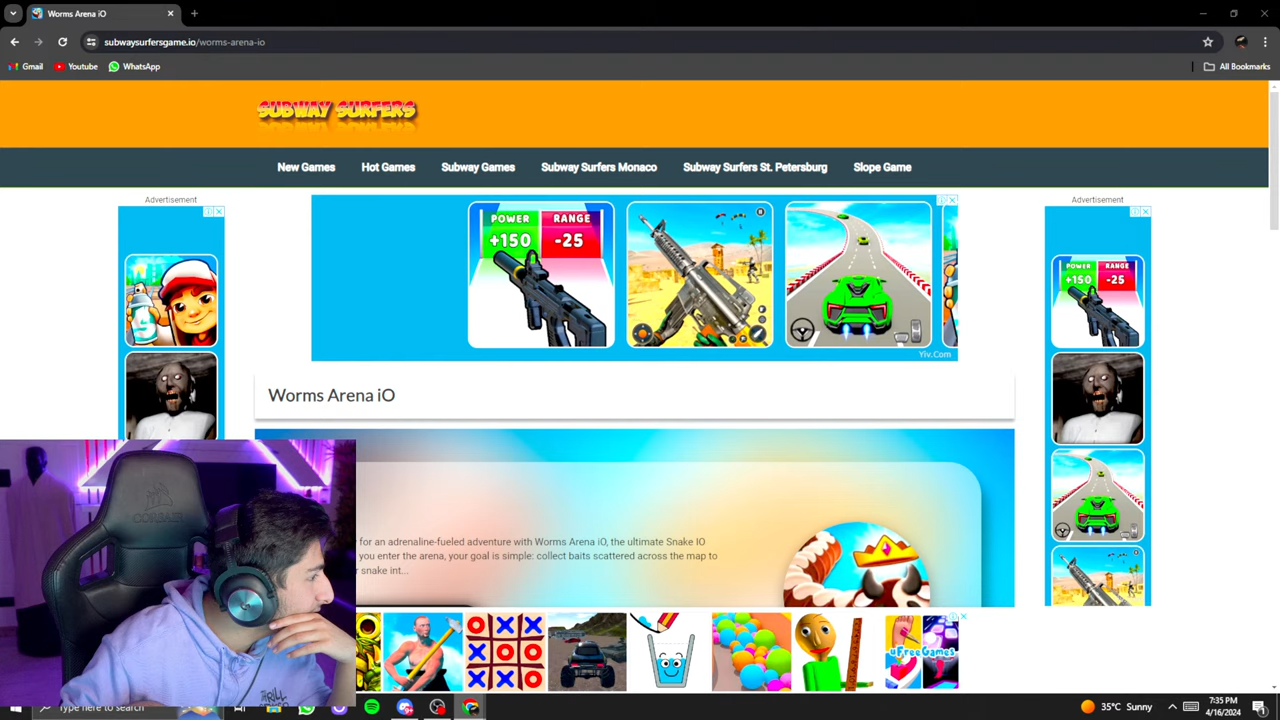 Worms Arena iO
subwaysurfersgame.io/worms-arena-io
Gmail
Youtube
WhatsApp
All Bookmarks
SUBWAY SURFERS
New Games
Hot Games
Subway Games
Subway Surfers Monaco
Subway Surfers St. Petersburg
Slope Game
Advertisement
Advertisement
POWER
+150
RANGE
-25
Yiv.Com
POWER
+150
RANGE
-25
Worms Arena iO
for an adrenaline-fueled adventure with Worms Arena iO, the ultimate Snake IO
you enter the arena, your goal is simple: collect baits scattered across the map to
snake int...
CORSAIR
uFreeGames
Type here to search
35°C Sunny
7:35 PM
4/16/2024
1